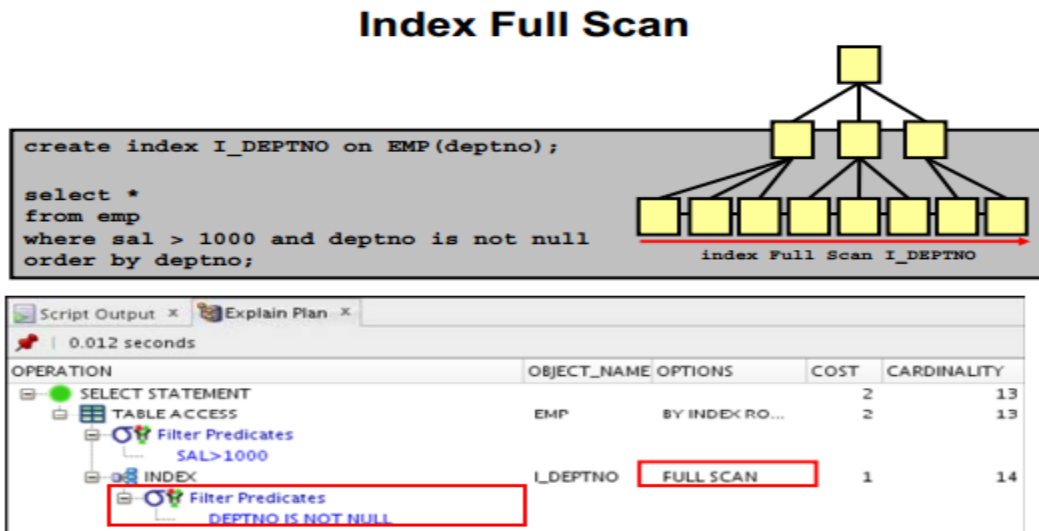 Index Full Scan
create index I_DEPTNO on EMP(deptno);
select *
from emp
where sal > 1000 and deptno is not null
order by deptno;
index Full Scan I_DEPTNO
Script Output × Explain Plan ×
0.012 seconds
OPERATION OBJECT_NAME OPTIONS COST CARDINALITY
SELECT STATEMENT 2 13
TABLE ACCESS EMP BY INDEX RO... 2 13
Filter Predicates
SAL>1000
INDEX I_DEPTNO FULL SCAN 1 14
Filter Predicates
DEPTNO IS NOT NULL